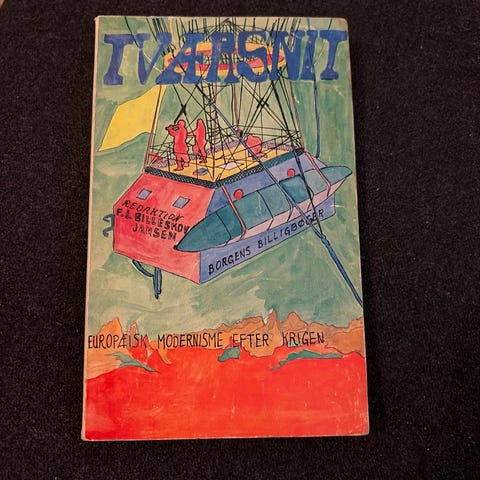 TVÆRSNIT
REDAKTION
F.J. BILLESKOV
JANSEN
BORGENS BILLIGBØGER
EUROPÆISK MODERNISME EFTER KRIGEN